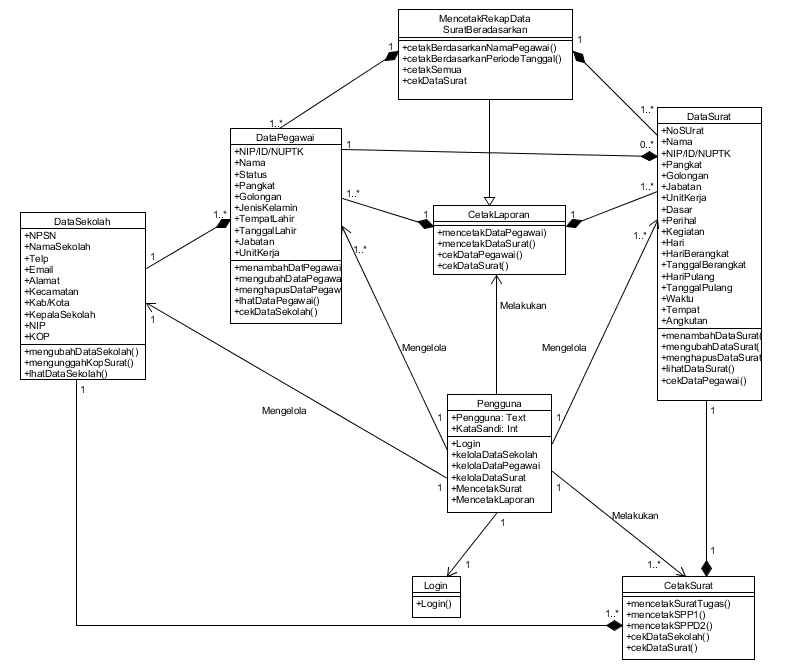 MencetakRekapData
SuratBeradasarkan
+cetakBerdasarkanNamaPegawai()
+cetakBerdasarkanPeriodeTanggal()
+cetakSemua
+cekDataSurat
1
1
1..*
1..*
DataPegawai
+NIP/ID/NUPTK
+Nama
+Status
+Pangkat
+Golongan
+JenisKelamin
+TempatLahir
+TanggalLahir
+Jabatan
+UnitKerja
+menambahDatPegawai
+mengubahDataPegawa
+menghapusDataPegaw
+lhatDataPegawai()
+cekDataSekolah()
1
0..*
1..*
1
1
1..*
1..*
1..*
DataSurat
+NoSUrat
+Nama
+NIP/ID/NUPTK
+Pangkat
+Golongan
+Jabatan
+UnitKerja
+Dasar
+Perihal
+Kegiatan
+Hari
+HariBerangkat
+TanggalBerangkat
+HariPulang
+TanggalPulang
+Waktu
+Tempat
+Angkutan
+menambahDataSurat(
+mengubahDataSurat(
+menghapusDataSurat
+lihatDataSurat()
+cekDataPegawai()
CetakLaporan
+mencetakDataPegawai)
+mencetakDataSurat()
+cekDataPegawai()
+cekDataSurat()
DataSekolah
+NPSN
+NamaSekolah
+Telp
+Email
+Alamat
+Kecamatan
+Kab/Kota
+KepalaSekolah
+NIP
+KOP
+mengubahDataSekolah()
+mengunggahKopSurat()
+lhatDataSekolah()
1
1..*
1
1
Melakukan
Mengelola
Mengelola
Mengelola
Pengguna
+Pengguna: Text
+KataSandi: Int
+Login
+kelolaDataSekolah
+kelolaDataPegawai
+kelolaDataSurat
+MencetakSurat
+MencetakLaporan
1
1
1
1
1
1
1
Melakukan
1..*
1
1
1..*
Login
+Login()
CetakSurat
+mencetakSuratTugas()
+mencetakSPP1()
+mencetakSPPD2()
+cekDataSekolah()
+cekDataSurat()